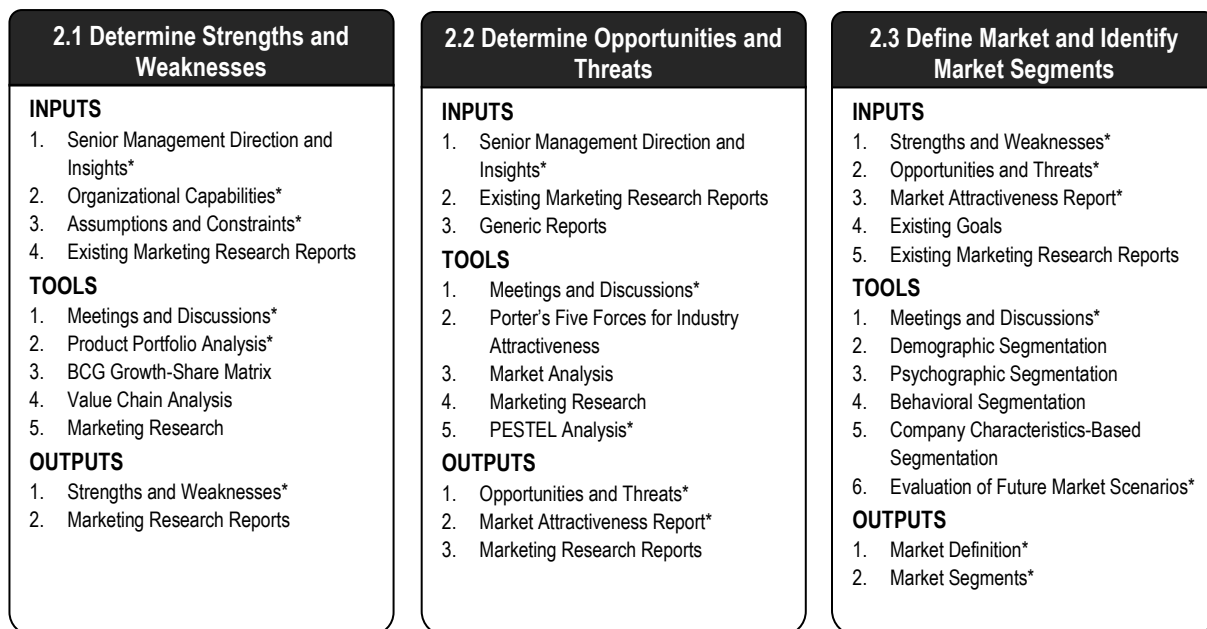 2.1 Determine Strengths and
Weaknesses
INPUTS
1. Senior Management Direction and
Insights*
2. Organizational Capabilities*
3. Assumptions and Constraints*
4. Existing Marketing Research Reports
TOOLS
1. Meetings and Discussions*
2. Product Portfolio Analysis*
3. BCG Growth-Share Matrix
4. Value Chain Analysis
5. Marketing Research
OUTPUTS
1. Strengths and Weaknesses*
2. Marketing Research Reports
2.2 Determine Opportunities and
Threats
INPUTS
1. Senior Management Direction and
Insights*
2. Existing Marketing Research Reports
3. Generic Reports
TOOLS
1. Meetings and Discussions*
2. Porter’s Five Forces for Industry
Attractiveness
3. Market Analysis
4. Marketing Research
5. PESTEL Analysis*
OUTPUTS
1. Opportunities and Threats*
2. Market Attractiveness Report*
3. Marketing Research Reports
2.3 Define Market and Identify
Market Segments
INPUTS
1. Strengths and Weaknesses*
2. Opportunities and Threats*
3. Market Attractiveness Report*
4. Existing Goals
5. Existing Marketing Research Reports
TOOLS
1. Meetings and Discussions*
2. Demographic Segmentation
3. Psychographic Segmentation
4. Behavioral Segmentation
5. Company Characteristics-Based
Segmentation
6. Evaluation of Future Market Scenarios*
OUTPUTS
1. Market Definition*
2. Market Segments*